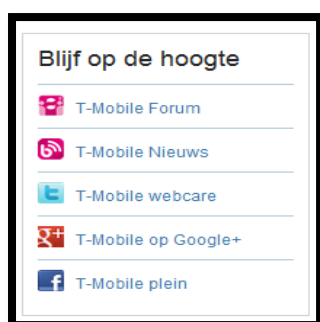 Blijf op de hoogte
T-Mobile Forum
T-Mobile Nieuws
T-Mobile webcare
T-Mobile op Google+
T-Mobile plein